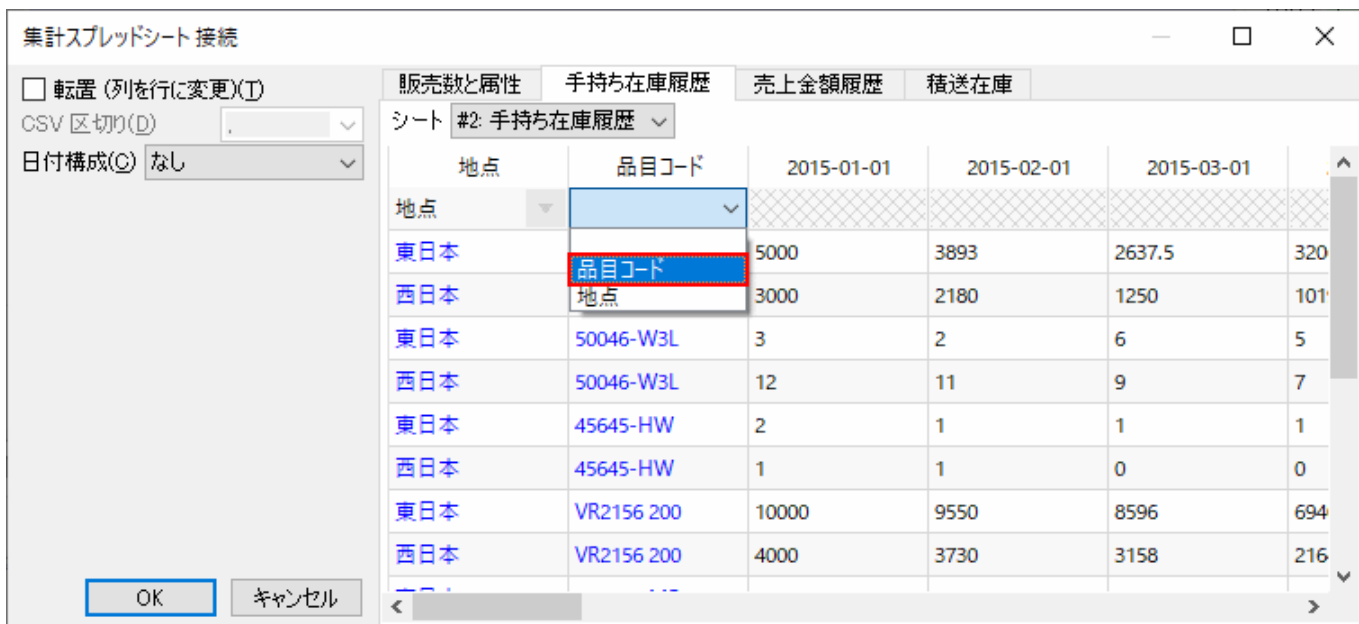 集計スプレッドシート 接続
転置 (列を行に変更)(T)
CSV 区切り(D) ,
日付構成(C) なし
販売数と属性 手持ち在庫履歴 売上金額履歴 積送在庫
シート #2: 手持ち在庫履歴
地点 品目コード 2015-01-01 2015-02-01 2015-03-01
地点
東日本 5000 3893 2637.5 320
品目コード
西日本 3000 2180 1250 101
地点
東日本 50046-W3L 3 2 6 5
西日本 50046-W3L 12 11 9 7
東日本 45645-HW 2 1 1 1
西日本 45645-HW 1 1 0 0
東日本 VR2156 200 10000 9550 8596 694
西日本 VR2156 200 4000 3730 3158 216
OK キャンセル